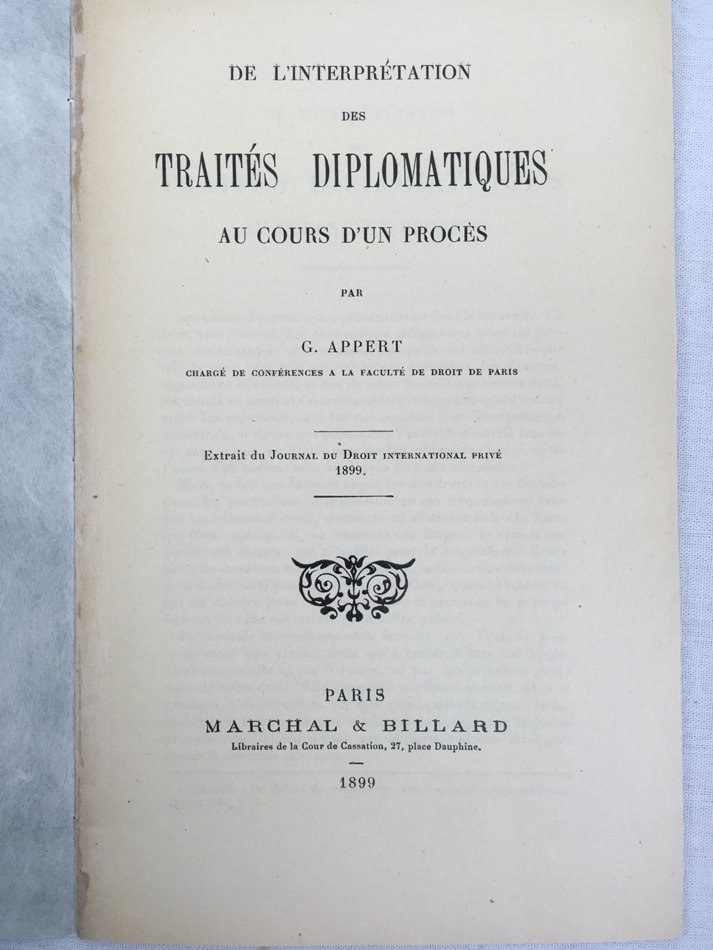 DE L'INTERPRÉTATION
DES
TRAITÉS DIPLOMATIQUES
AU COURS D'UN PROCÈS
PAR
G. APPERT
CHARGÉ DE CONFÉRENCES A LA FACULTÉ DE DROIT DE PARIS
Extrait du JOURNAL DU DROIT INTERNATIONAL PRIVÉ
1899.
PARIS
MARCHAL & BILLARD
Libraires de la Cour de Cassation, 27, place Dauphine.
1899